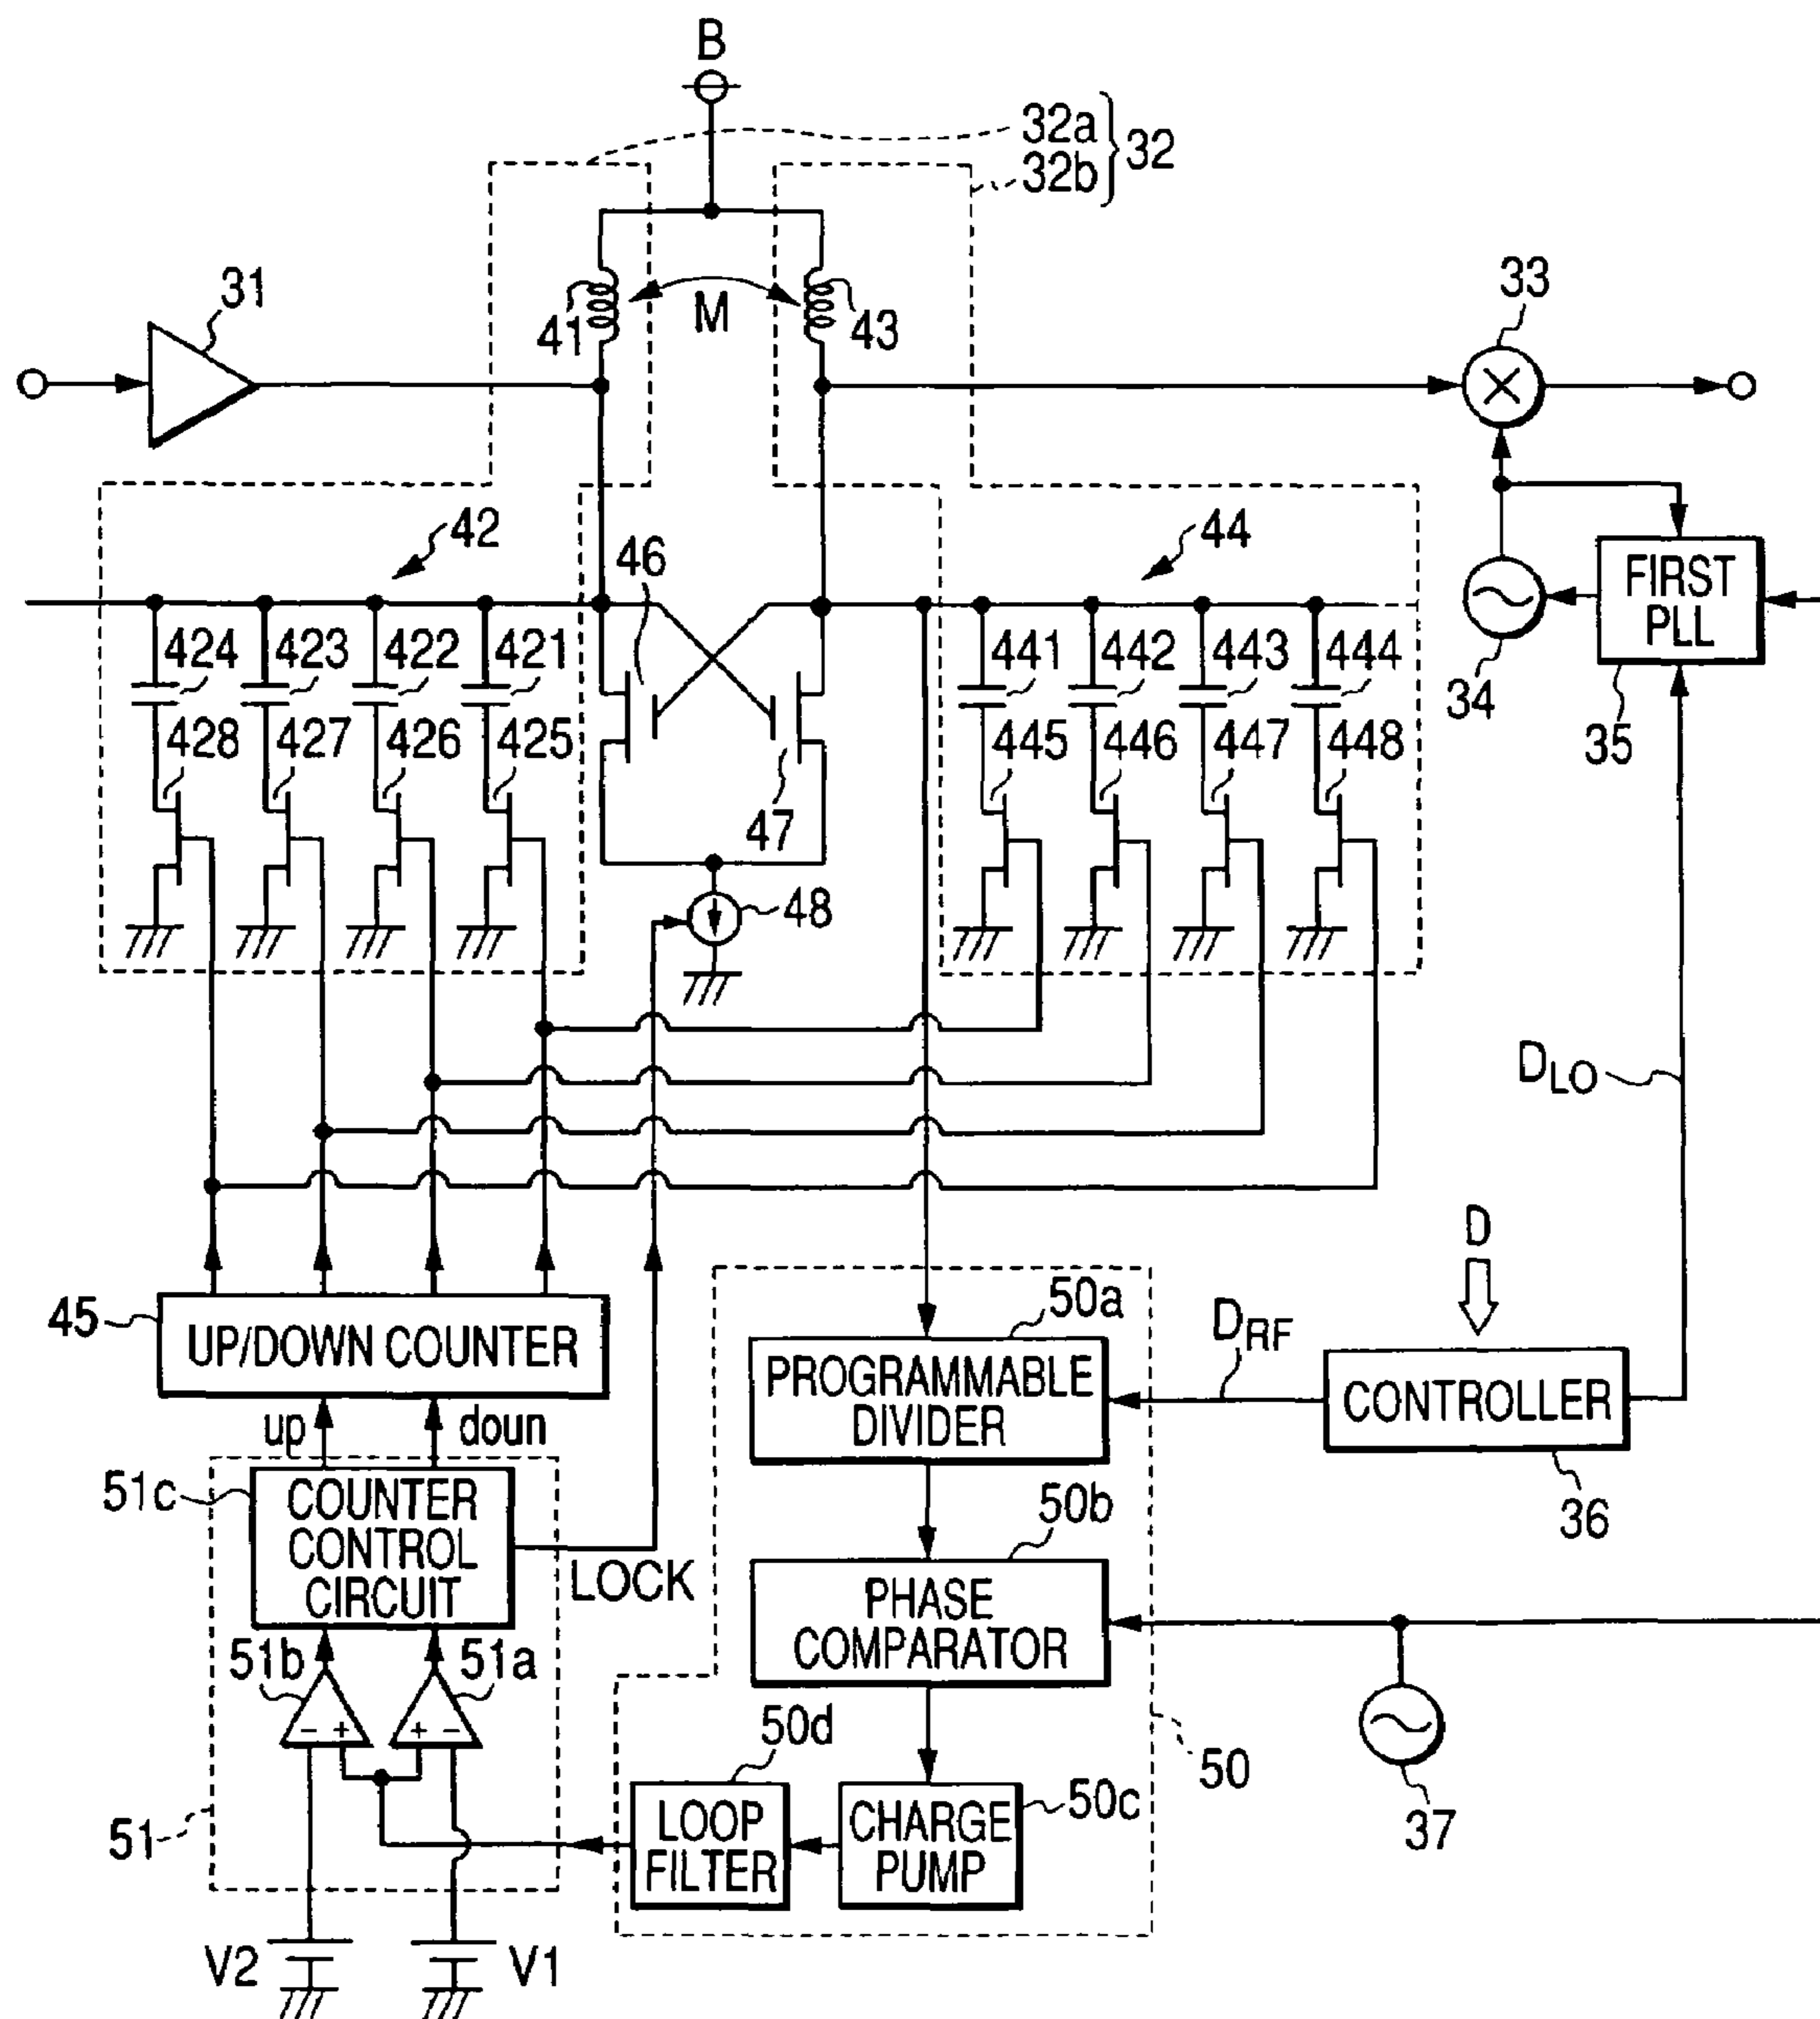 B
32a
32b
32
31
41
M
43
33
42
46
44
FIRST
PLL
424
423
422
421
441
442
443
444
34
35
428
427
426
425
445
446
447
448
47
48
DLO
D
45
UP/DOWN COUNTER
50a
DRF
PROGRAMMABLE
DIVIDER
CONTROLLER
up
doun
51c
COUNTER
CONTROL
CIRCUIT
50b
36
LOCK
PHASE
COMPARATOR
51b
51a
- +
+ -
50d
50
37
51
LOOP
FILTER
CHARGE
PUMP
50c
V2
V1